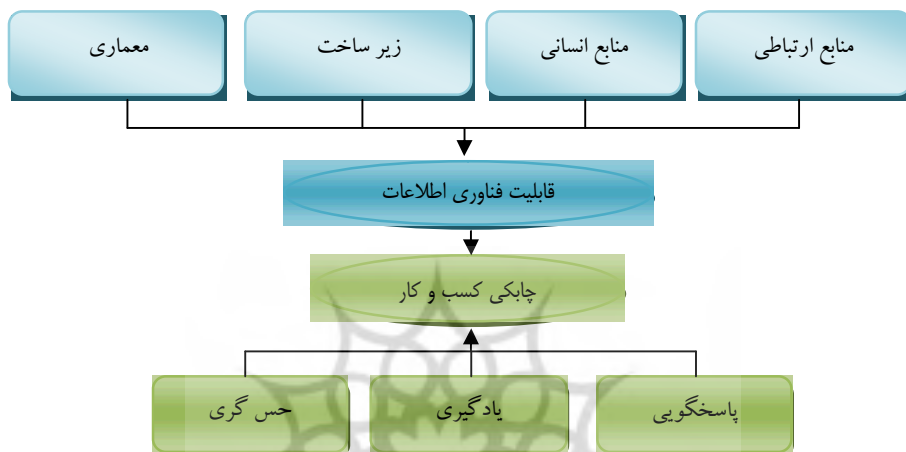 منابع ارتباطی
منابع انسانی
زیر ساخت
معماری
قابلیت فناوری اطلاعات
چابکی کسب و کار
پاسخگویی
یادگیری
حس گری